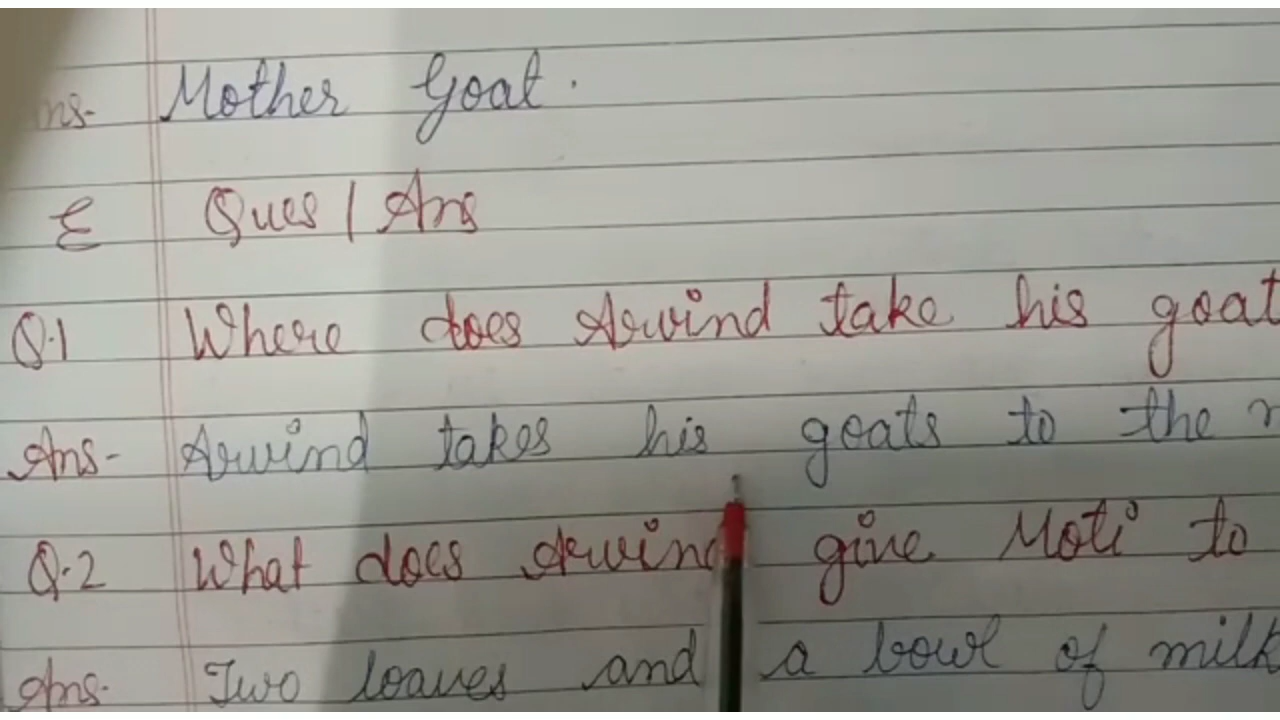 ns- Mother Goat.
E Ques / Ans
Q.1 Where does Arvind take his goat
Ans- Arvind takes his goats to the
Q.2 What does Arvind give Moti to
Ans- Two loaves and a bowl of milk